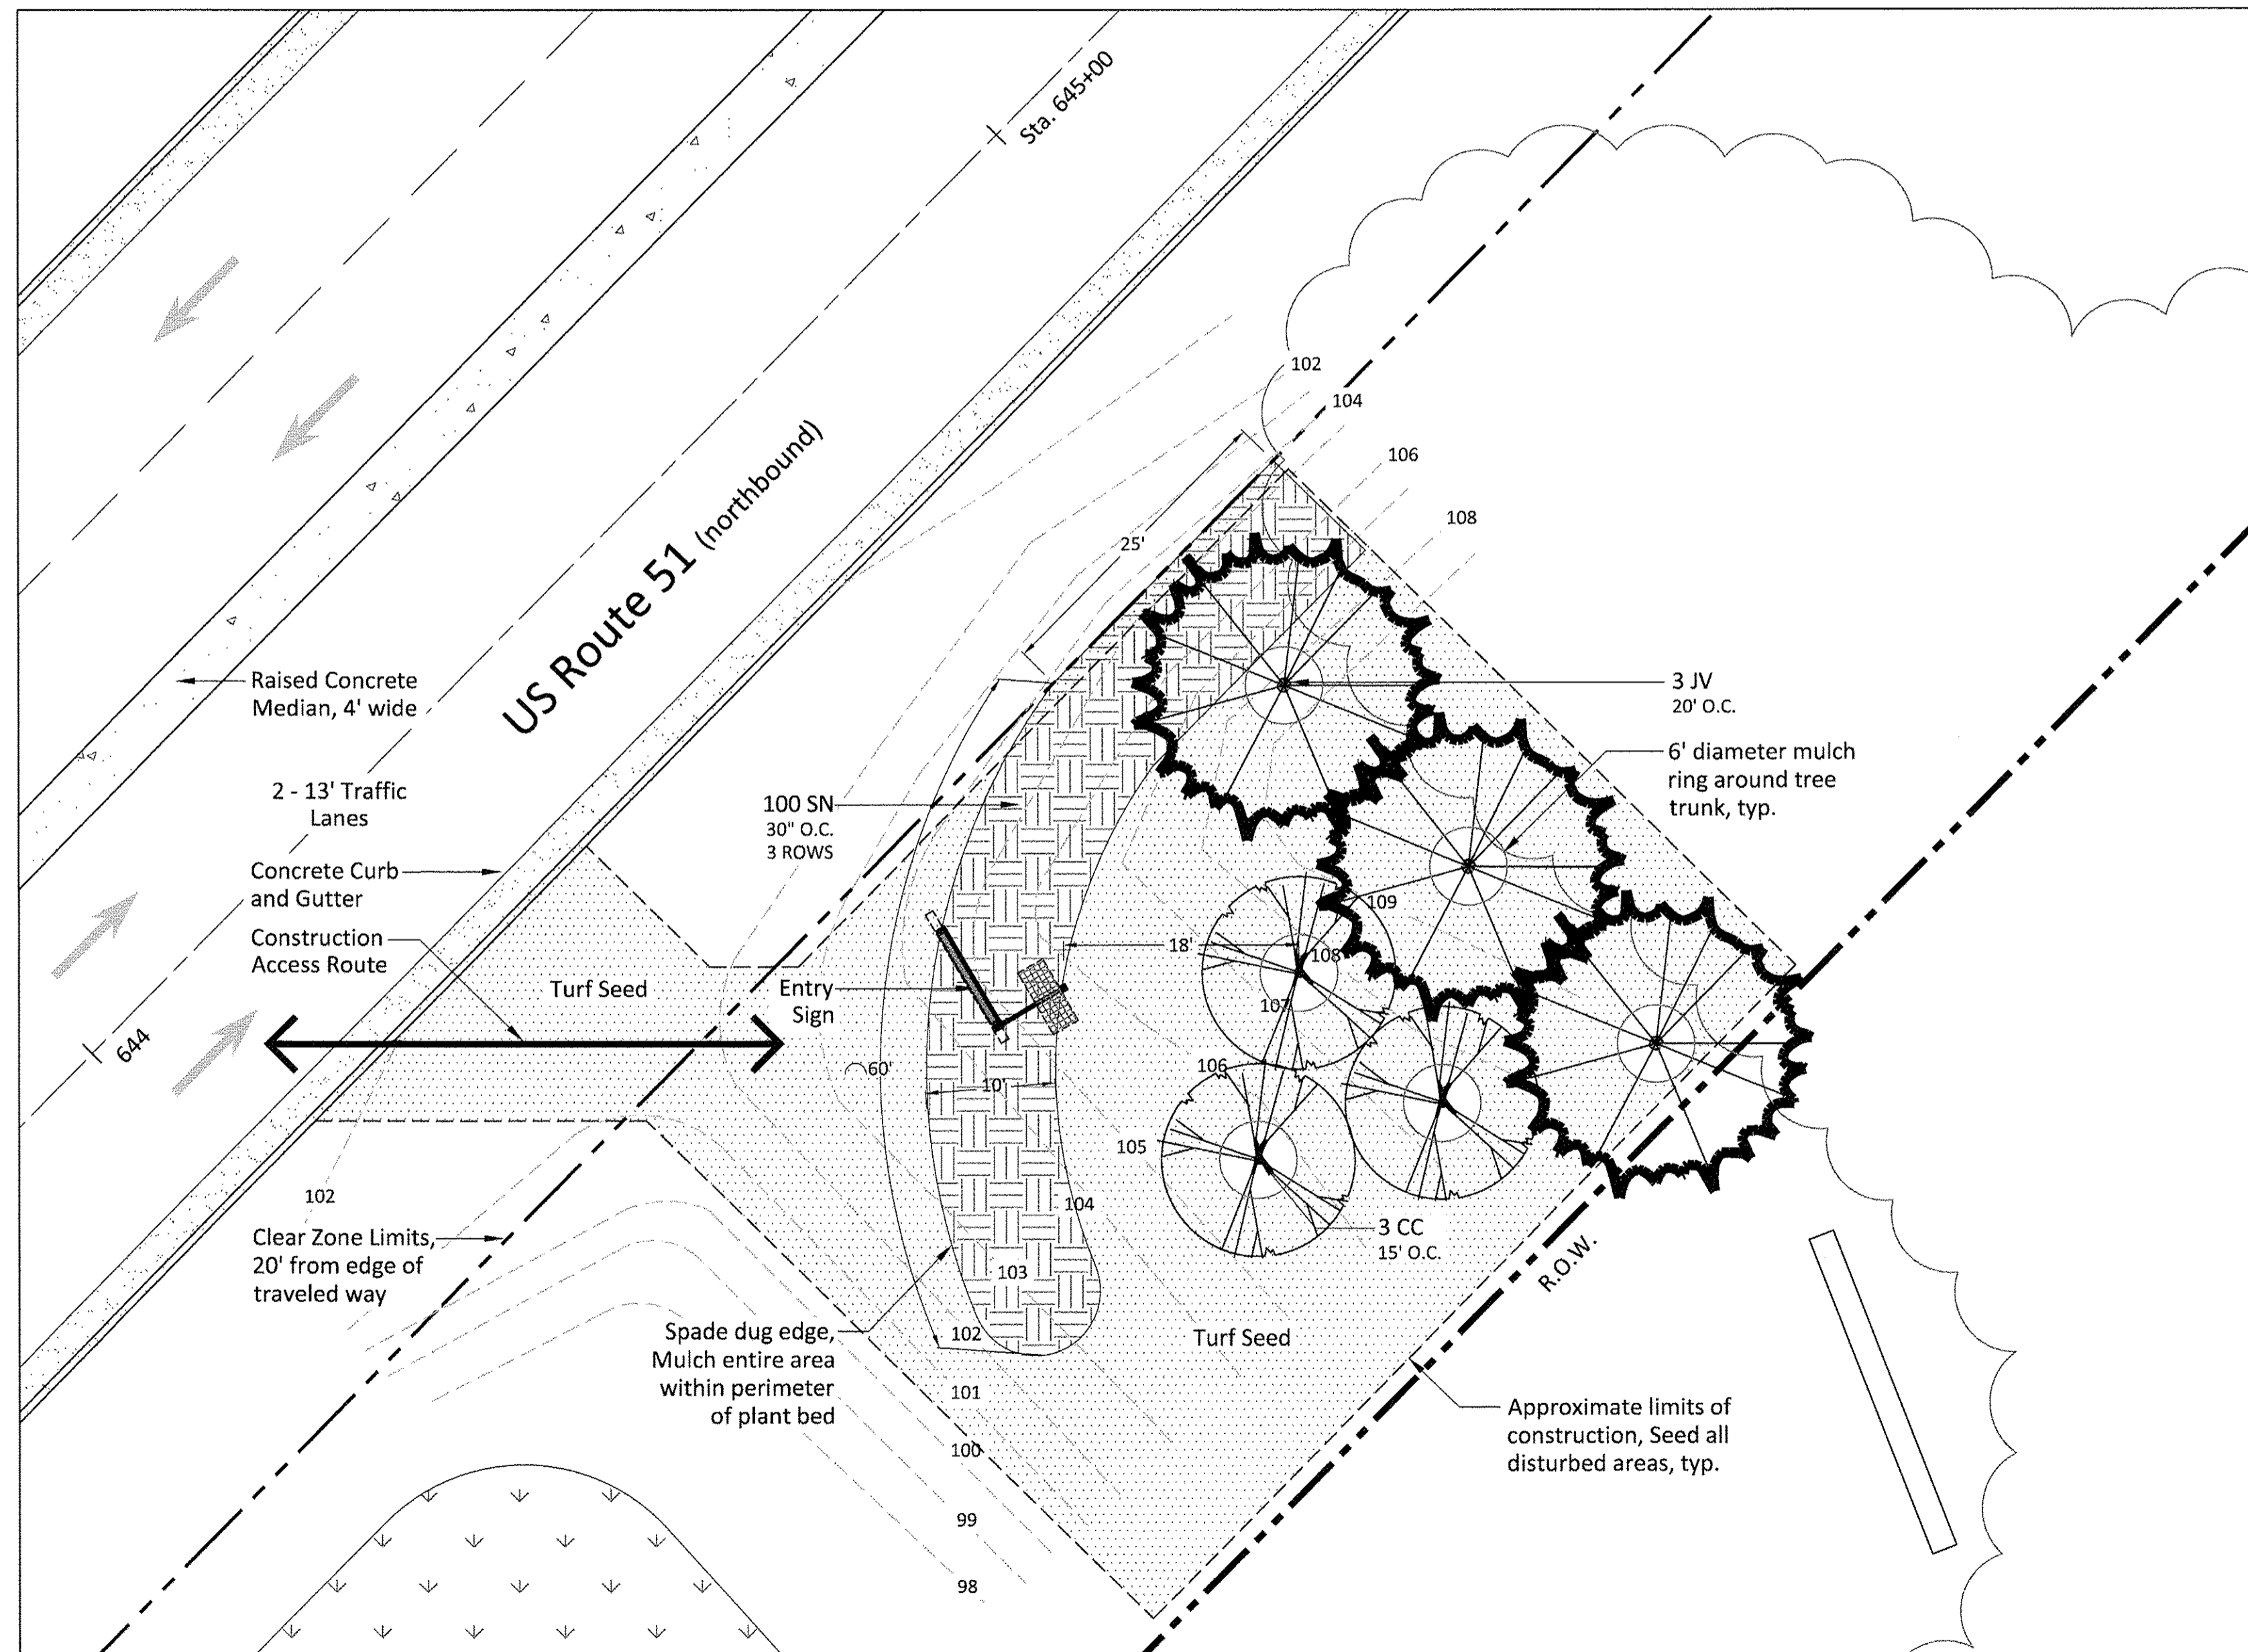 Sta. 645+00
102
104
106
108
25'
US Route 51 (northbound)
Raised Concrete
Median, 4' wide
3 JV
20' O.C.
6' diameter mulch
ring around tree
trunk, typ.
2 - 13' Traffic
Lanes
100 SN
30" O.C.
3 ROWS
Concrete Curb
and Gutter
109
Construction
Access Route
18'
108
Turf Seed
Entry
Sign
107
644
60'
10'
106
105
102
104
Clear Zone Limits,
20' from edge of
traveled way
3 CC
15' O.C.
R.O.W.
103
Spade dug edge,
Mulch entire area
within perimeter
of plant bed
102
Turf Seed
101
Approximate limits of
construction, Seed all
disturbed areas, typ.
100
99
98